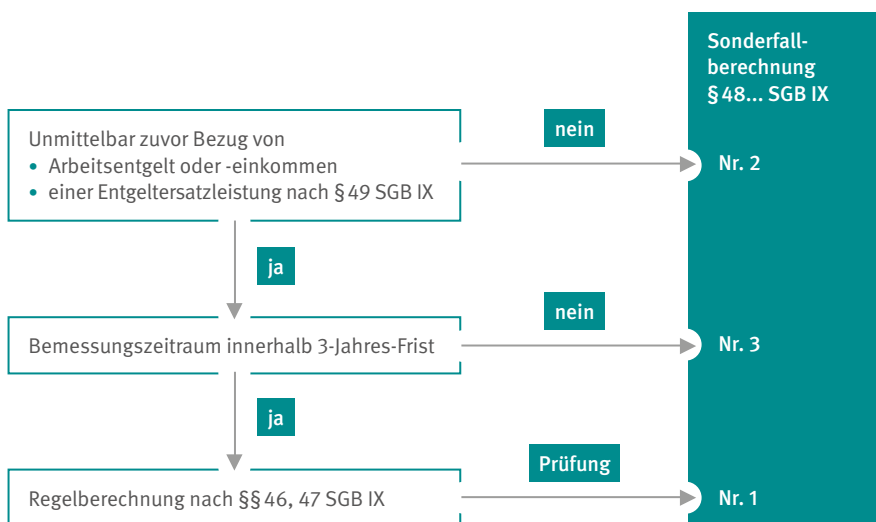 Sonderfall-
berechnung
§ 48... SGB IX
Unmittelbar zuvor Bezug von
• Arbeitsentgelt oder -einkommen
• einer Entgeltersatzleistung nach § 49 SGB IX
nein
Nr. 2
ja
Bemessungszeitraum innerhalb 3-Jahres-Frist
nein
Nr. 3
ja
Regelberechnung nach §§ 46, 47 SGB IX
Prüfung
Nr. 1